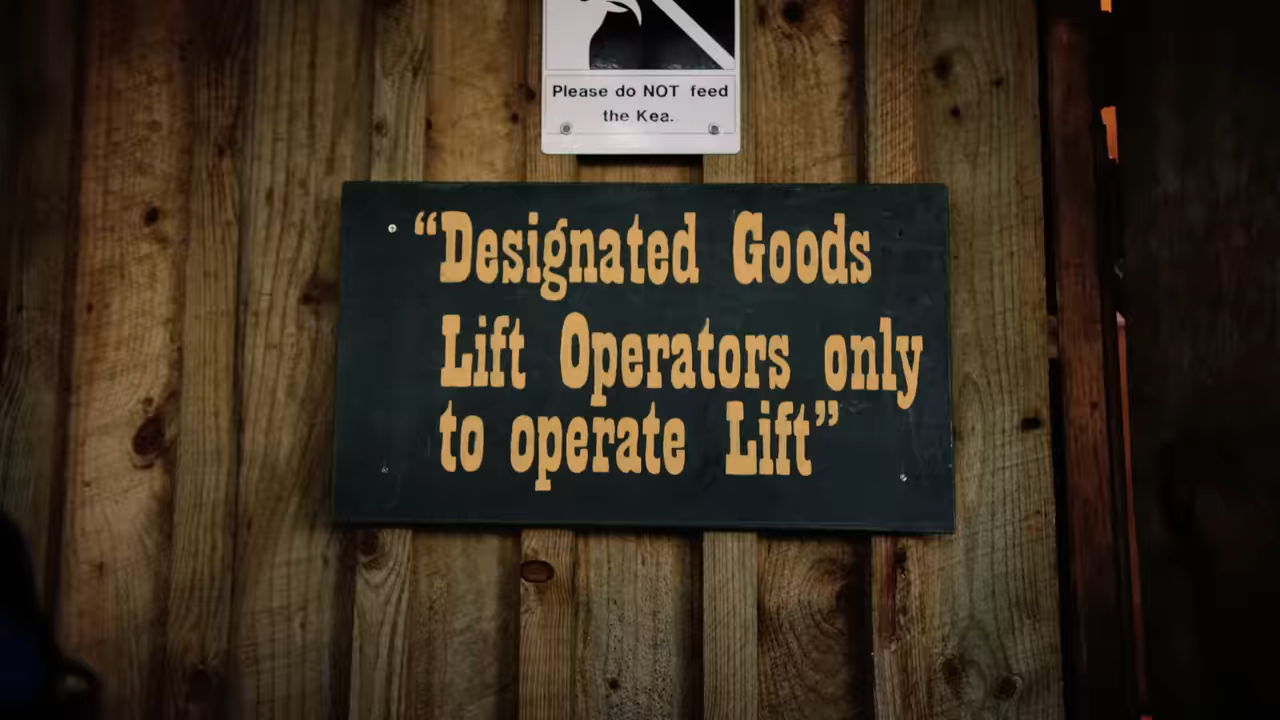 Please do NOT feed
the Kea.
“Designated Goods
Lift Operators only
to operate Lift”